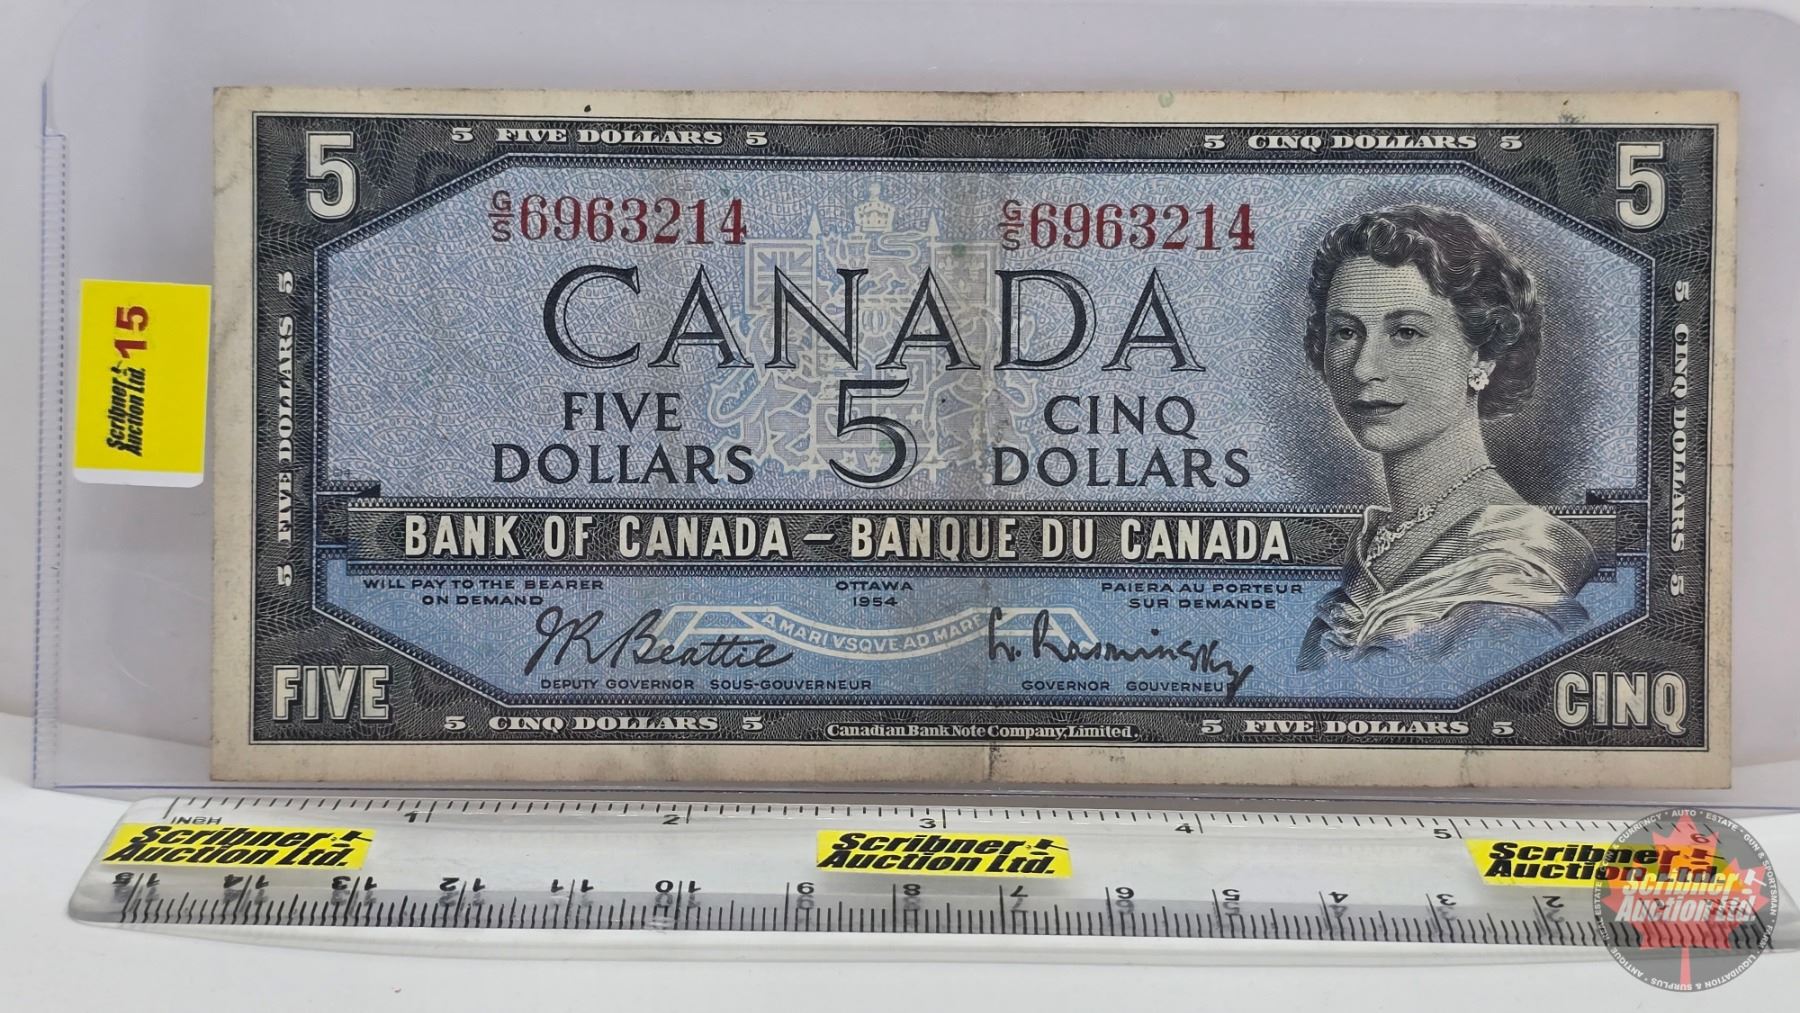 5 FIVE DOLLARS 5
5 CINQ DOLLARS 5
5
5
G/S 6963214
G/S 6963214
CANADA
FIVE DOLLARS
5
CINQ DOLLARS
5 FIVE DOLLARS 5
5 CINQ DOLLARS 5
BANK OF CANADA – BANQUE DU CANADA
WILL PAY TO THE BEARER
ON DEMAND
OTTAWA
1954
PAIERA AU PORTEUR
SUR DEMANDE
A MARI VSQVE AD MARE
J R Beattie
L. Rasminsky
DEPUTY GOVERNOR SOUS-GOUVERNEUR
GOVERNOR GOUVERNEUR
FIVE
CINQ
5 CINQ DOLLARS 5
Canadian Bank Note Company, Limited.
5 FIVE DOLLARS 5
Scribner Auction Ltd. 15
INCH 1 2 3 4 5 6
Scribner
Auction Ltd.
Scribner
Auction Ltd.
Scribner
Auction Ltd.
15 14 13 12 11 10 9 8 7 6 5 4 3 2
Scribner
Auction Ltd.